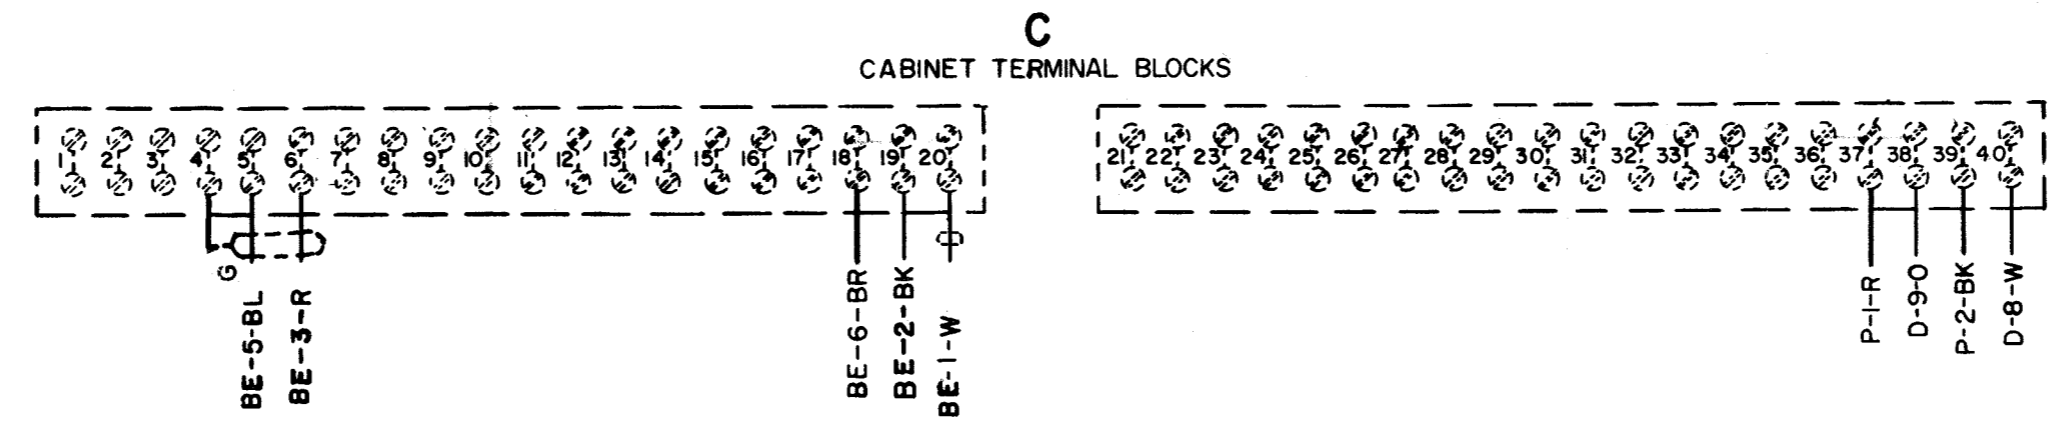 C
CABINET TERMINAL BLOCKS
1 2 3 4 5 6 7 8 9 10 11 12 13 14 15 16 17 18 19 20
21 22 23 24 25 26 27 28 29 30 31 32 33 34 35 36 37 38 39 40
G
BE-5-BL
BE-3-R
BE-6-BR
BE-2-BK
BE-1-W
P-1-R
D-9-O
P-2-BK
D-8-W